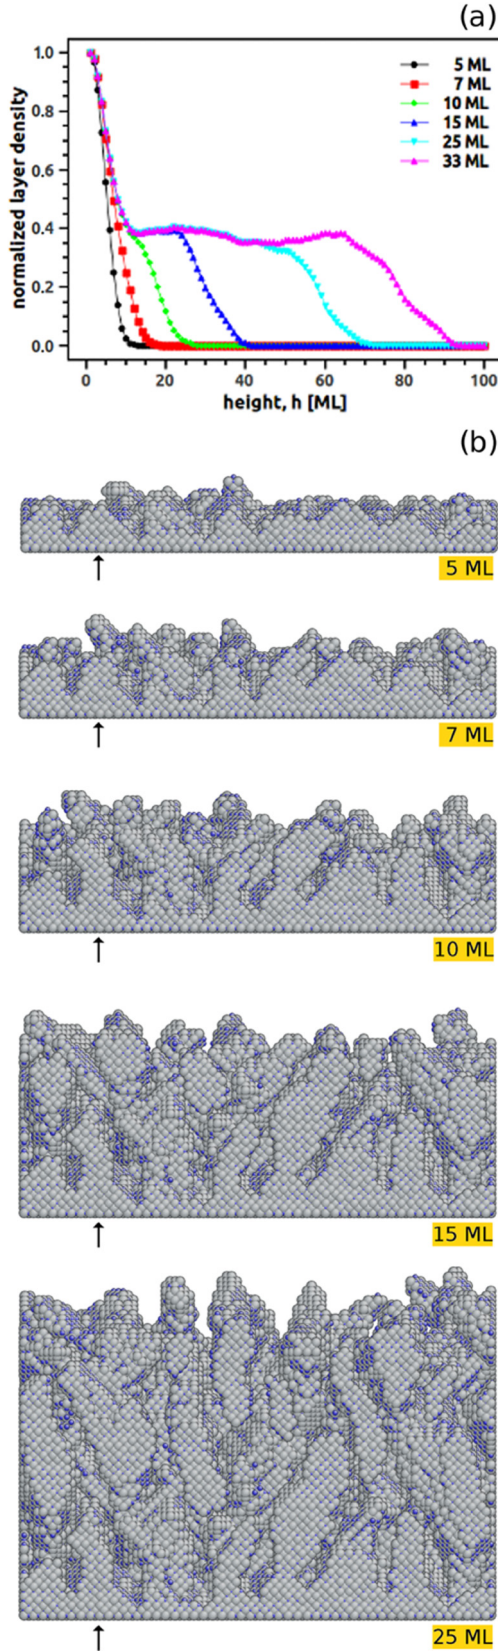 (a)
normalized layer density
1.0
0.8
0.6
0.4
0.2
0.0
5 ML
7 ML
10 ML
15 ML
25 ML
33 ML
0 20 40 60 80 100
height, h [ML]
(b)
5 ML
7 ML
10 ML
15 ML
25 ML